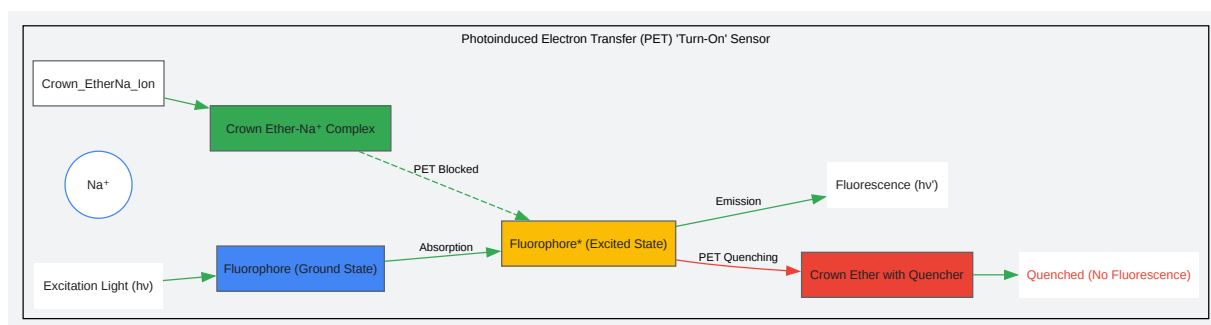 Photoinduced Electron Transfer (PET) 'Turn-On' Sensor
Crown_EtherNa_Ion
Crown Ether-Na⁺ Complex
PET Blocked
Na⁺
Fluorescence (hν')
Emission
Fluorophore* (Excited State)
Absorption
PET Quenching
Fluorophore (Ground State)
Excitation Light (hν)
Crown Ether with Quencher
Quenched (No Fluorescence)